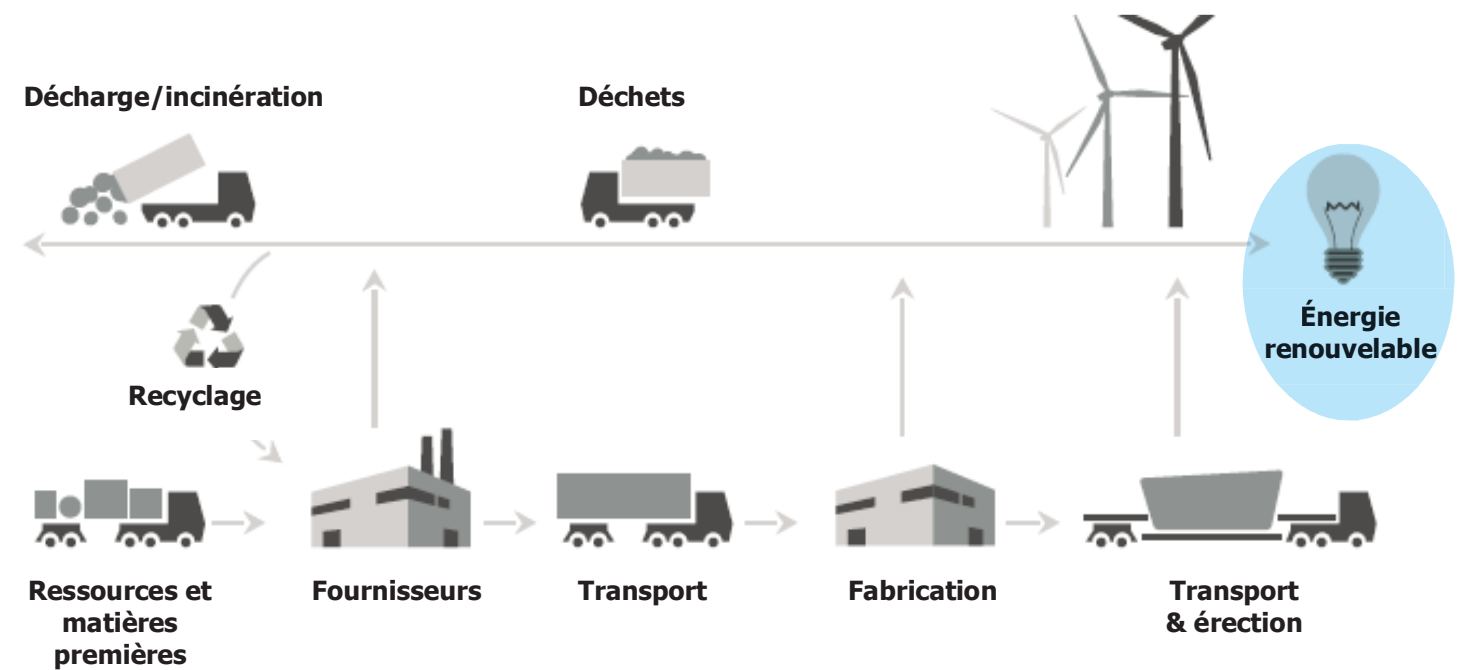 Décharge/incinération
Déchets
Énergie
renouvelable
Recyclage
Ressources et
matières
premières
Fournisseurs
Transport
Fabrication
Transport
& érection